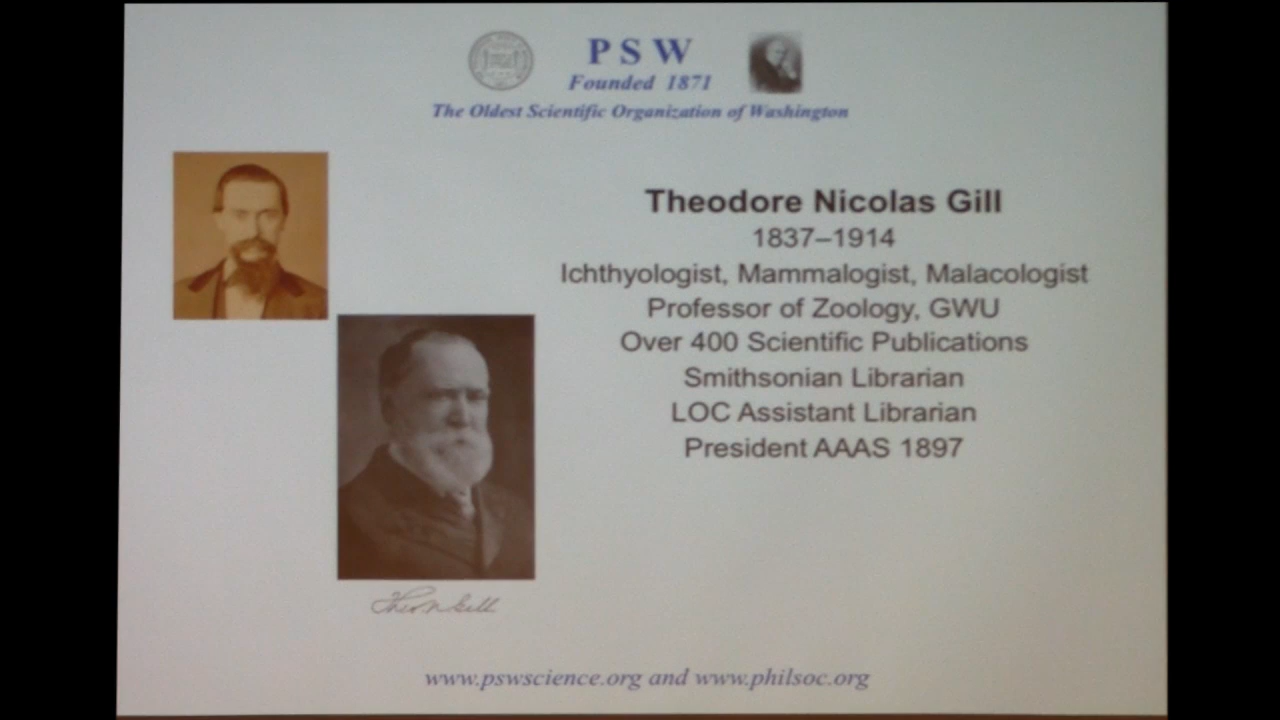 PSW
Founded 1871
The Oldest Scientific Organization of Washington
Theodore Nicolas Gill
1837–1914
Ichthyologist, Mammalogist, Malacologist
Professor of Zoology, GWU
Over 400 Scientific Publications
Smithsonian Librarian
LOC Assistant Librarian
President AAAS 1897
Theo N Gill
www.pswscience.org and www.philsoc.org